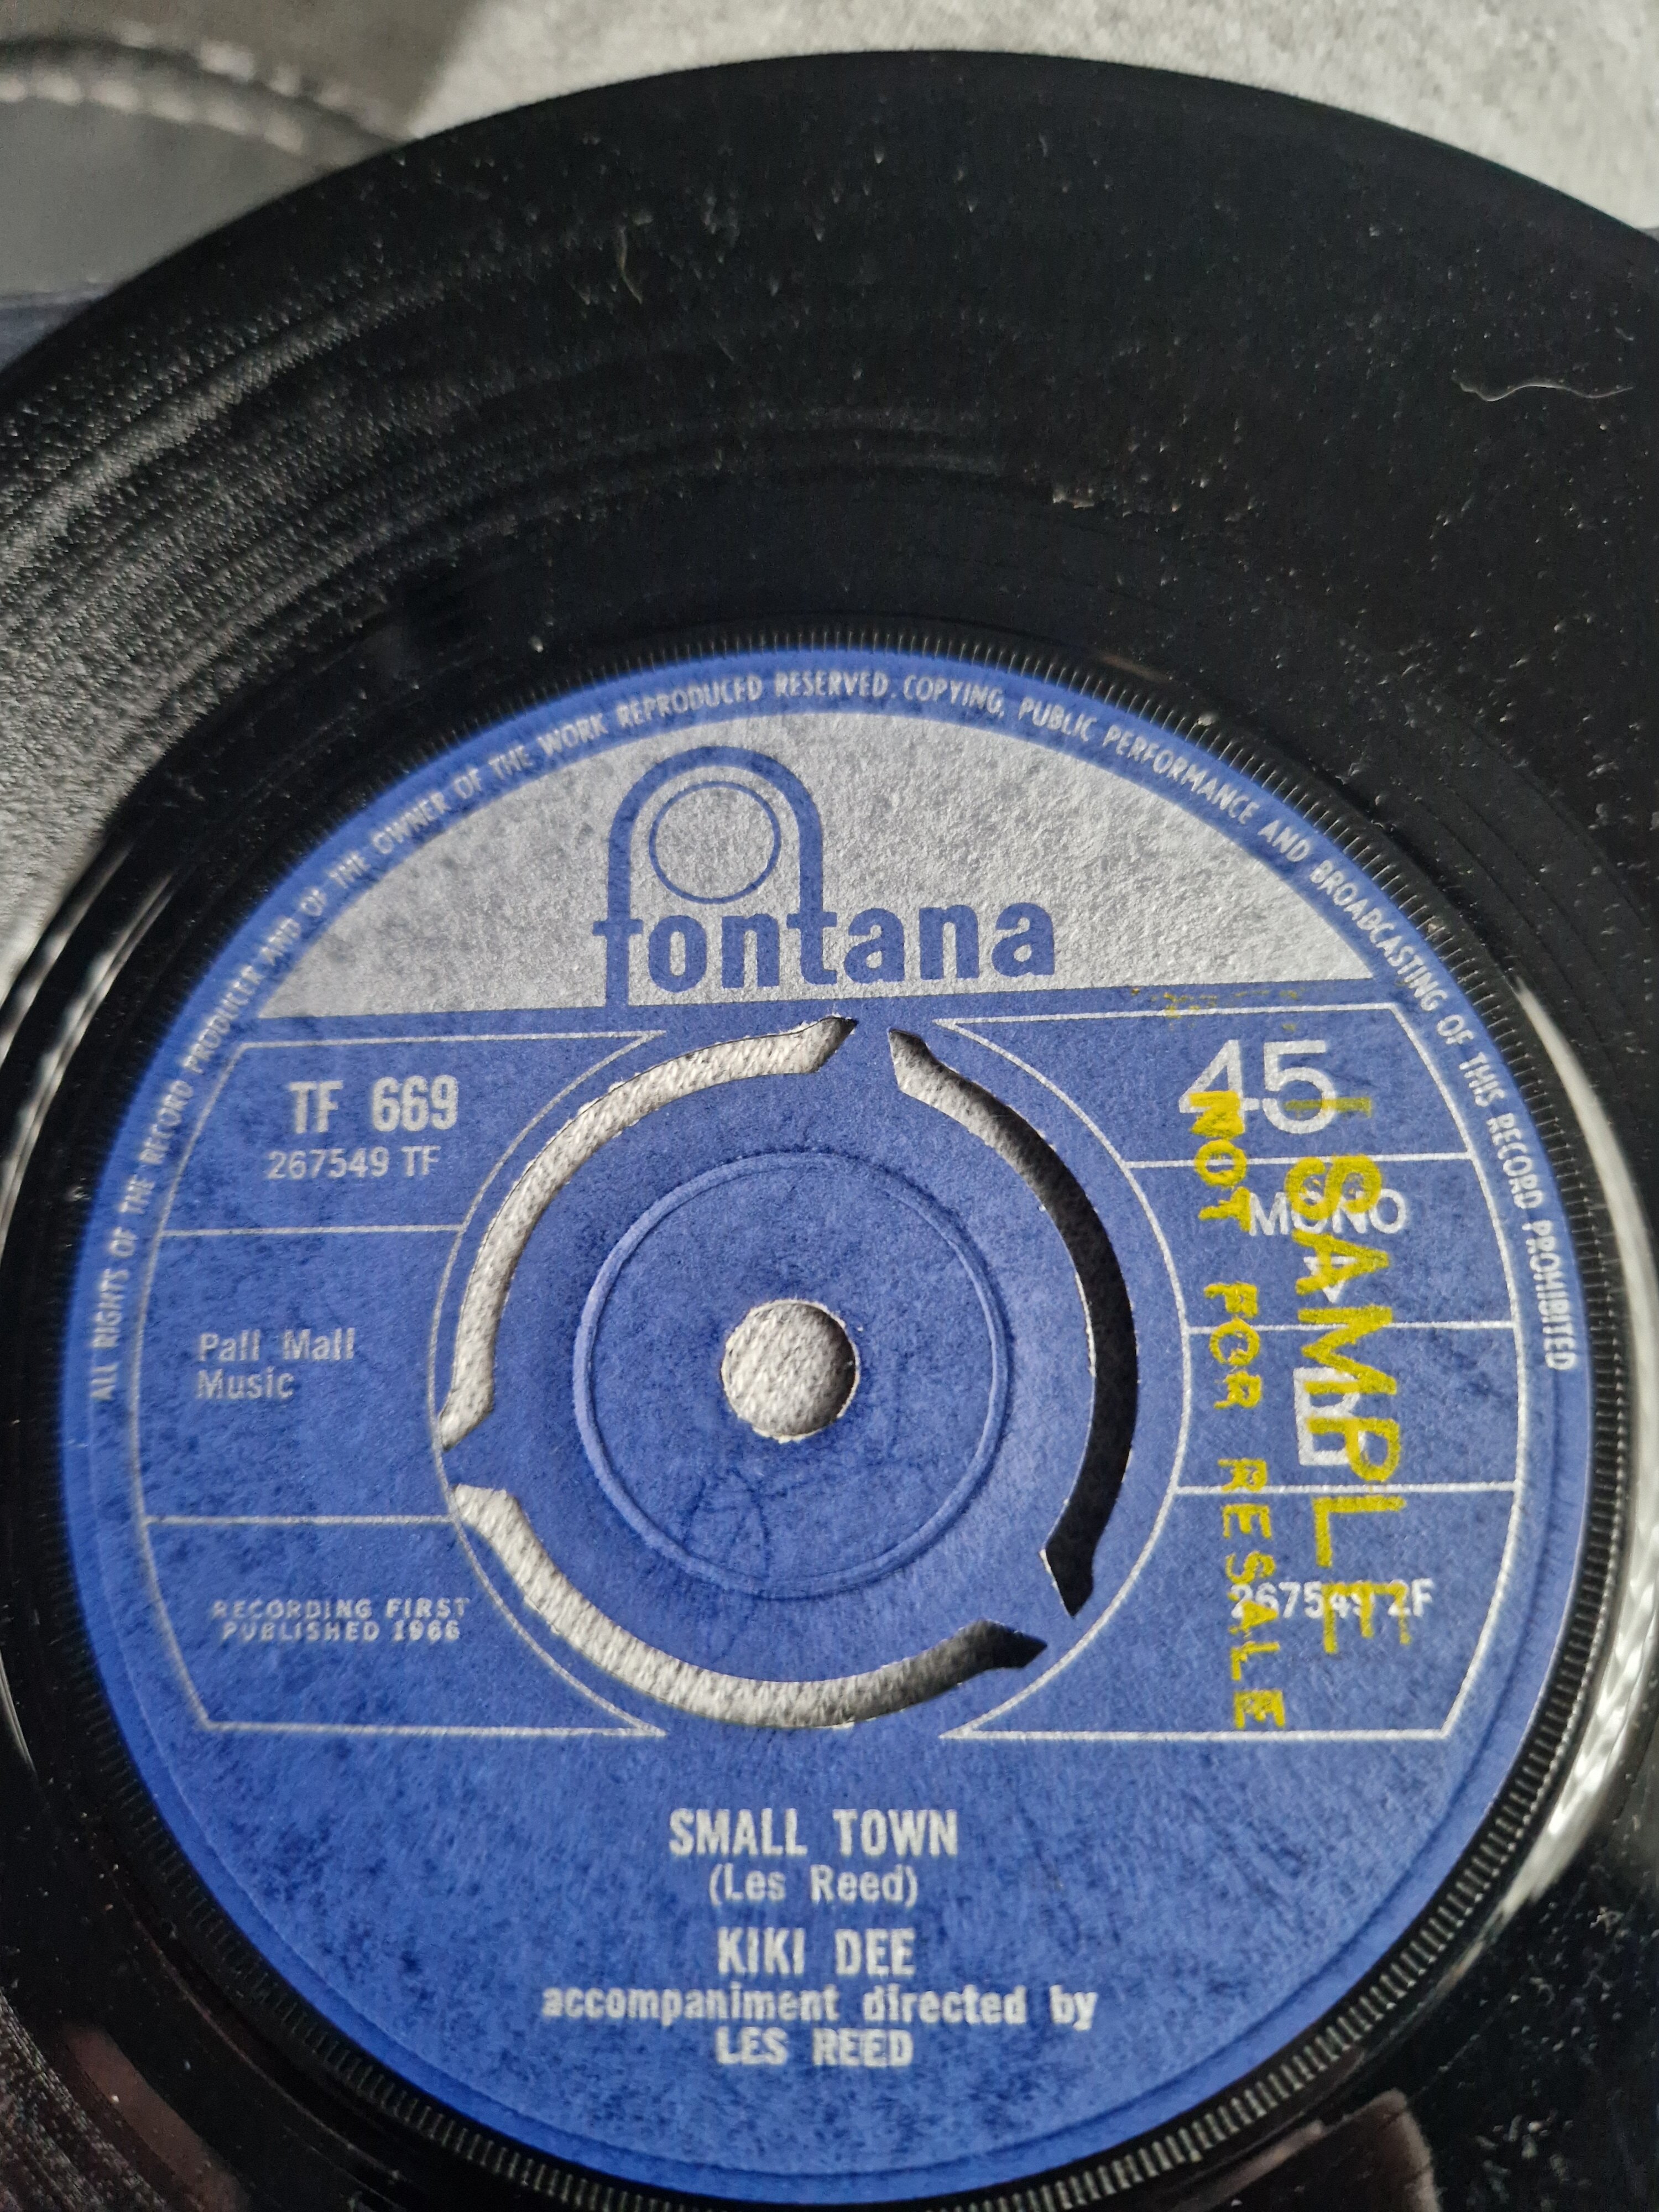 ALL RIGHTS OF THE RECORD PRODUCER AND OF THE OWNER OF THE WORK REPRODUCED RESERVED. COPYING, PUBLIC PERFORMANCE AND BROADCASTING OF THIS RECORD PROHIBITED
fontana
TF 669
267549 TF
Pall Mall
Music
RECORDING FIRST
PUBLISHED 1966
45
MONO
B
267549 2F
SAMPLE
NOT FOR RESALE
SMALL TOWN
(Les Reed)
KIKI DEE
accompaniment directed by
LES REED